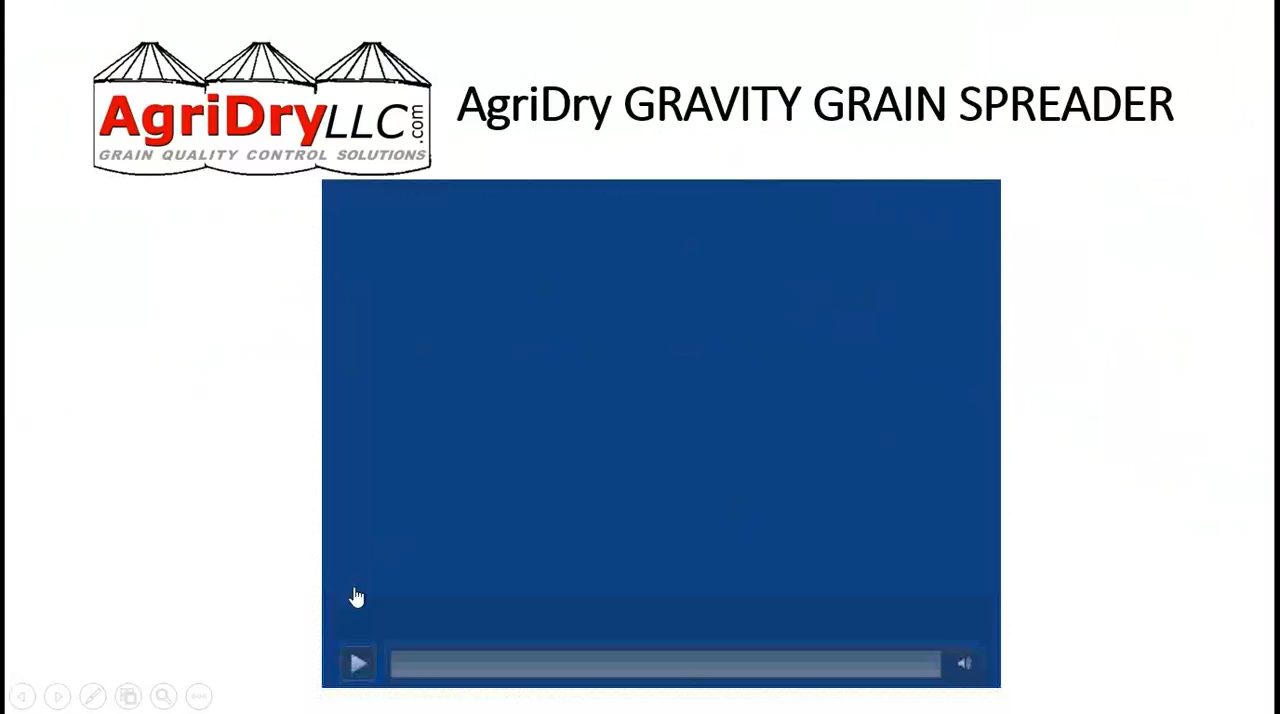 AgriDry LLC .com
GRAIN QUALITY CONTROL SOLUTIONS
AgriDry GRAVITY GRAIN SPREADER